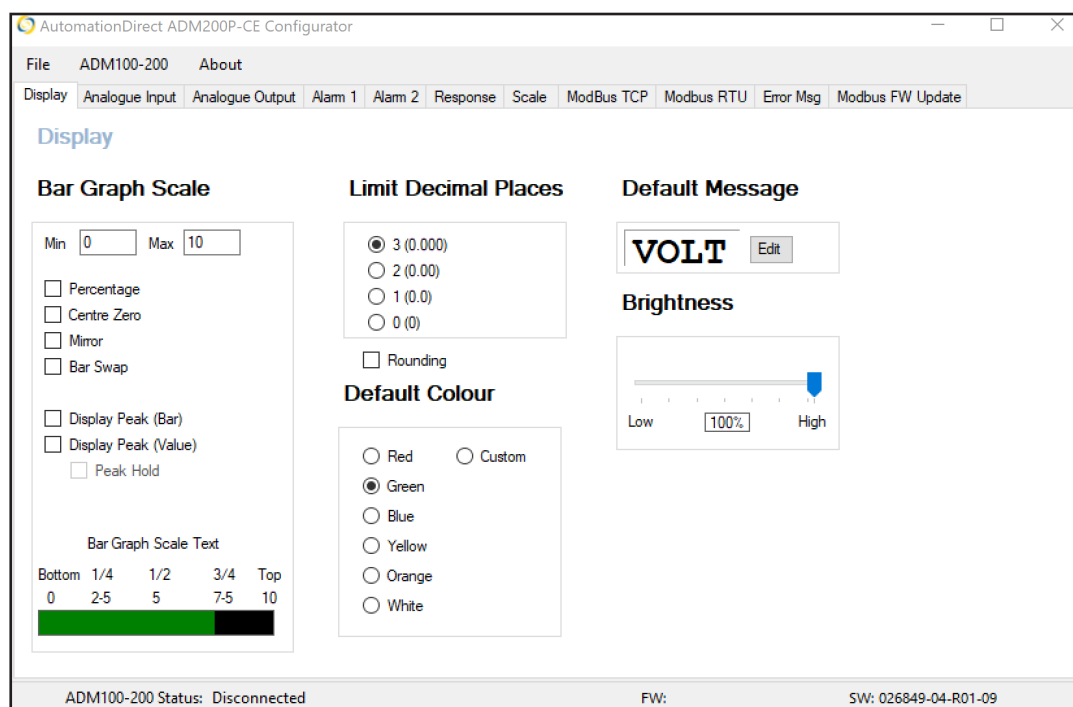 AutomationDirect ADM200P-CE Configurator
File ADM100-200 About
Display Analogue Input Analogue Output Alarm 1 Alarm 2 Response Scale ModBus TCP Modbus RTU Error Msg Modbus FW Update
Display
Bar Graph Scale
Min 0 Max 10
Percentage
Centre Zero
Mirror
Bar Swap
Display Peak (Bar)
Display Peak (Value)
Peak Hold
Bar Graph Scale Text
Bottom 1/4 1/2 3/4 Top
0 2-5 5 7-5 10
Limit Decimal Places
3 (0.000)
2 (0.00)
1 (0.0)
0 (0)
Rounding
Default Colour
Red Custom
Green
Blue
Yellow
Orange
White
Default Message
VOLT Edit
Brightness
Low 100% High
ADM100-200 Status: Disconnected FW: SW: 026849-04-R01-09